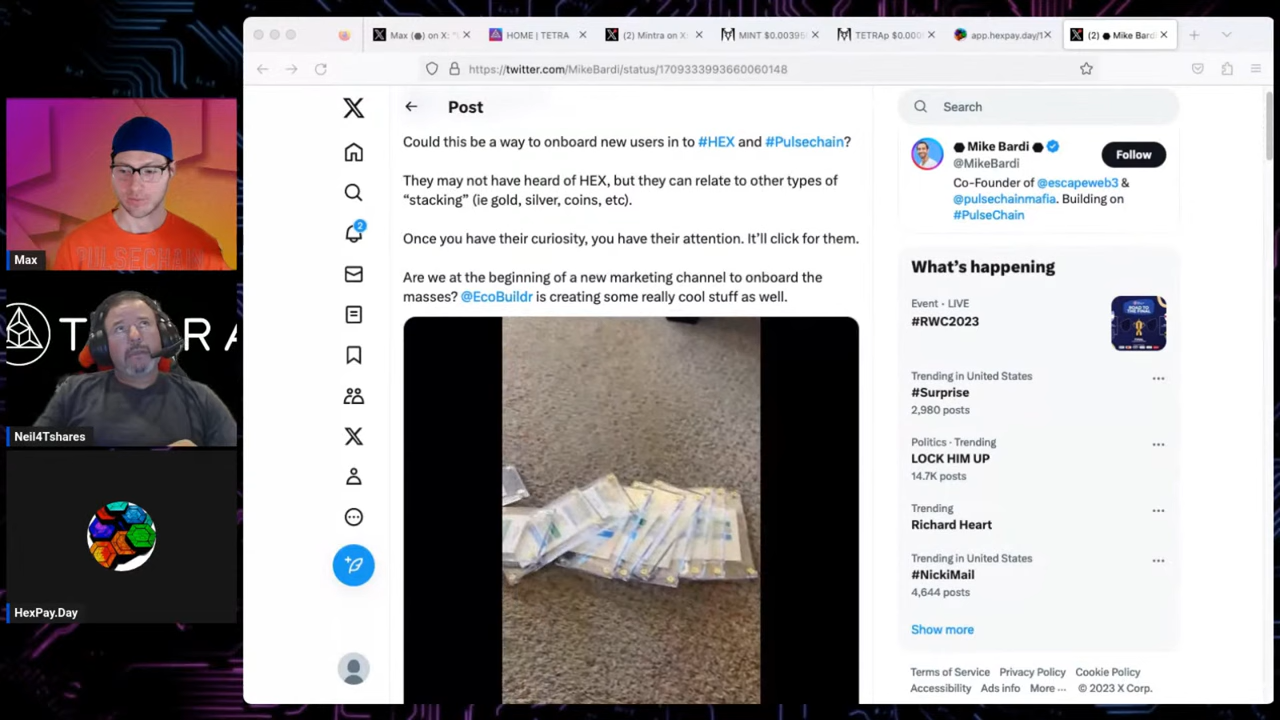 Max (⬣) on X: "
HOME | TETRA
(2) Mintra on X:
MINT $0.00395
TETRAp $0.000
app.hexpay.day/1
(2) ⬣ Mike Bardi
https://twitter.com/MikeBardi/status/1709333993660060148
Post
Search
Could this be a way to onboard new users in to #HEX and #Pulsechain?
They may not have heard of HEX, but they can relate to other types of
“stacking” (ie gold, silver, coins, etc).
Once you have their curiosity, you have their attention. It’ll click for them.
Are we at the beginning of a new marketing channel to onboard the
masses? @EcoBuildr is creating some really cool stuff as well.
⬣ Mike Bardi ⬣
@MikeBardi
Follow
Co-Founder of @escapeweb3 &
@pulsechainmafia. Building on
#PulseChain
What’s happening
Event · LIVE
#RWC2023
Trending in United States
#Surprise
2,980 posts
Politics · Trending
LOCK HIM UP
14.7K posts
Trending
Richard Heart
Trending in United States
#NickiMail
4,644 posts
Show more
Terms of Service Privacy Policy Cookie Policy
Accessibility Ads info More ··· © 2023 X Corp.
2
PULSECHAIN
Max
TETRA
Neil4Tshares
HexPay.Day